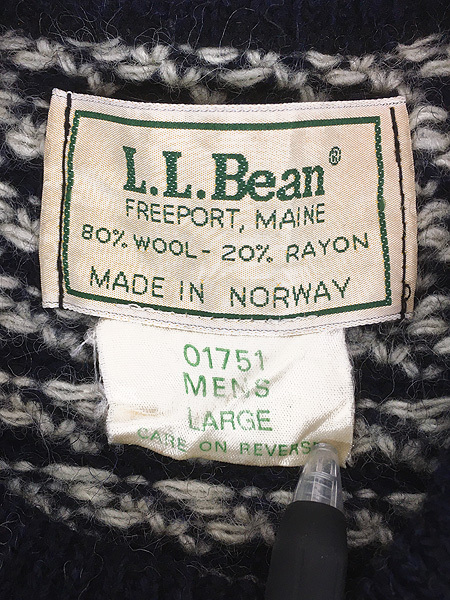 L.L.Bean®
FREEPORT, MAINE
80% WOOL - 20% RAYON
MADE IN NORWAY
01751
MENS
LARGE
CARE ON REVERSE